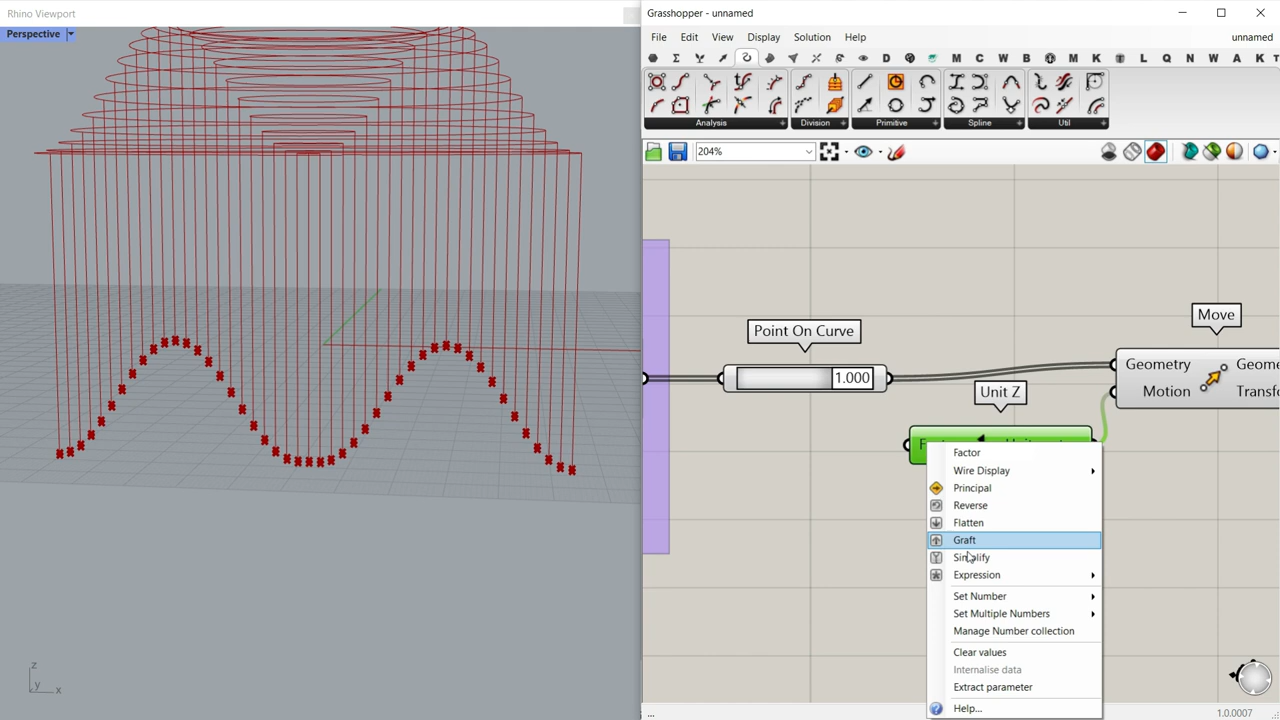 Rhino Viewport
Perspective
z
y
x
Grasshopper - unnamed
File Edit View Display Solution Help unnamed
D M C W B M K L Q N W A K T
Analysis Division Primitive Spline Util
204%
Point On Curve
1.000
Unit Z
Move
Geometry Geome
Motion Transfo
Factor
Wire Display
Principal
Reverse
Flatten
Graft
Simplify
Expression
Set Number
Set Multiple Numbers
Manage Number collection
Clear values
Internalise data
Extract parameter
Help...
...
1.0.0007